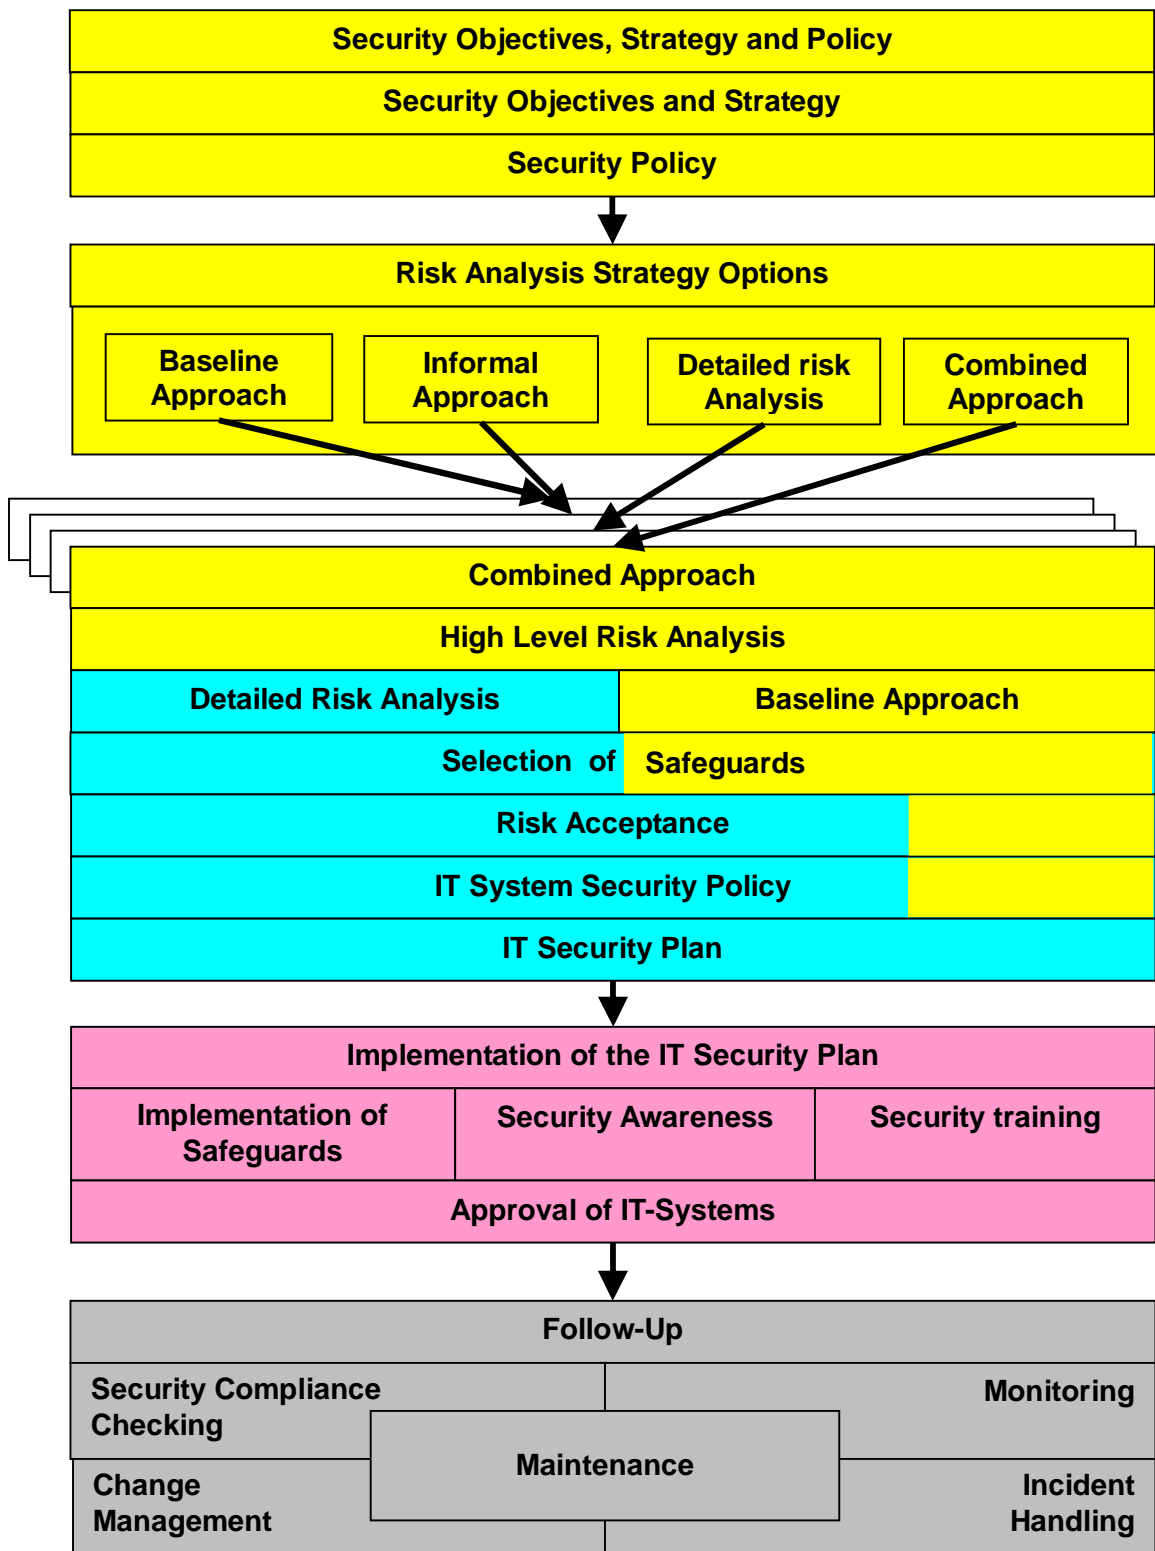 Security Objectives, Strategy and Policy
Security Objectives and Strategy
Security Policy
Risk Analysis Strategy Options
Baseline
Approach
Informal
Approach
Detailed risk
Analysis
Combined
Approach
Combined Approach
High Level Risk Analysis
Detailed Risk Analysis
Baseline Approach
Selection of Safeguards
Risk Acceptance
IT System Security Policy
IT Security Plan
Implementation of the IT Security Plan
Implementation of
Safeguards
Security Awareness
Security training
Approval of IT-Systems
Follow-Up
Security Compliance
Checking
Monitoring
Maintenance
Change
Management
Incident
Handling